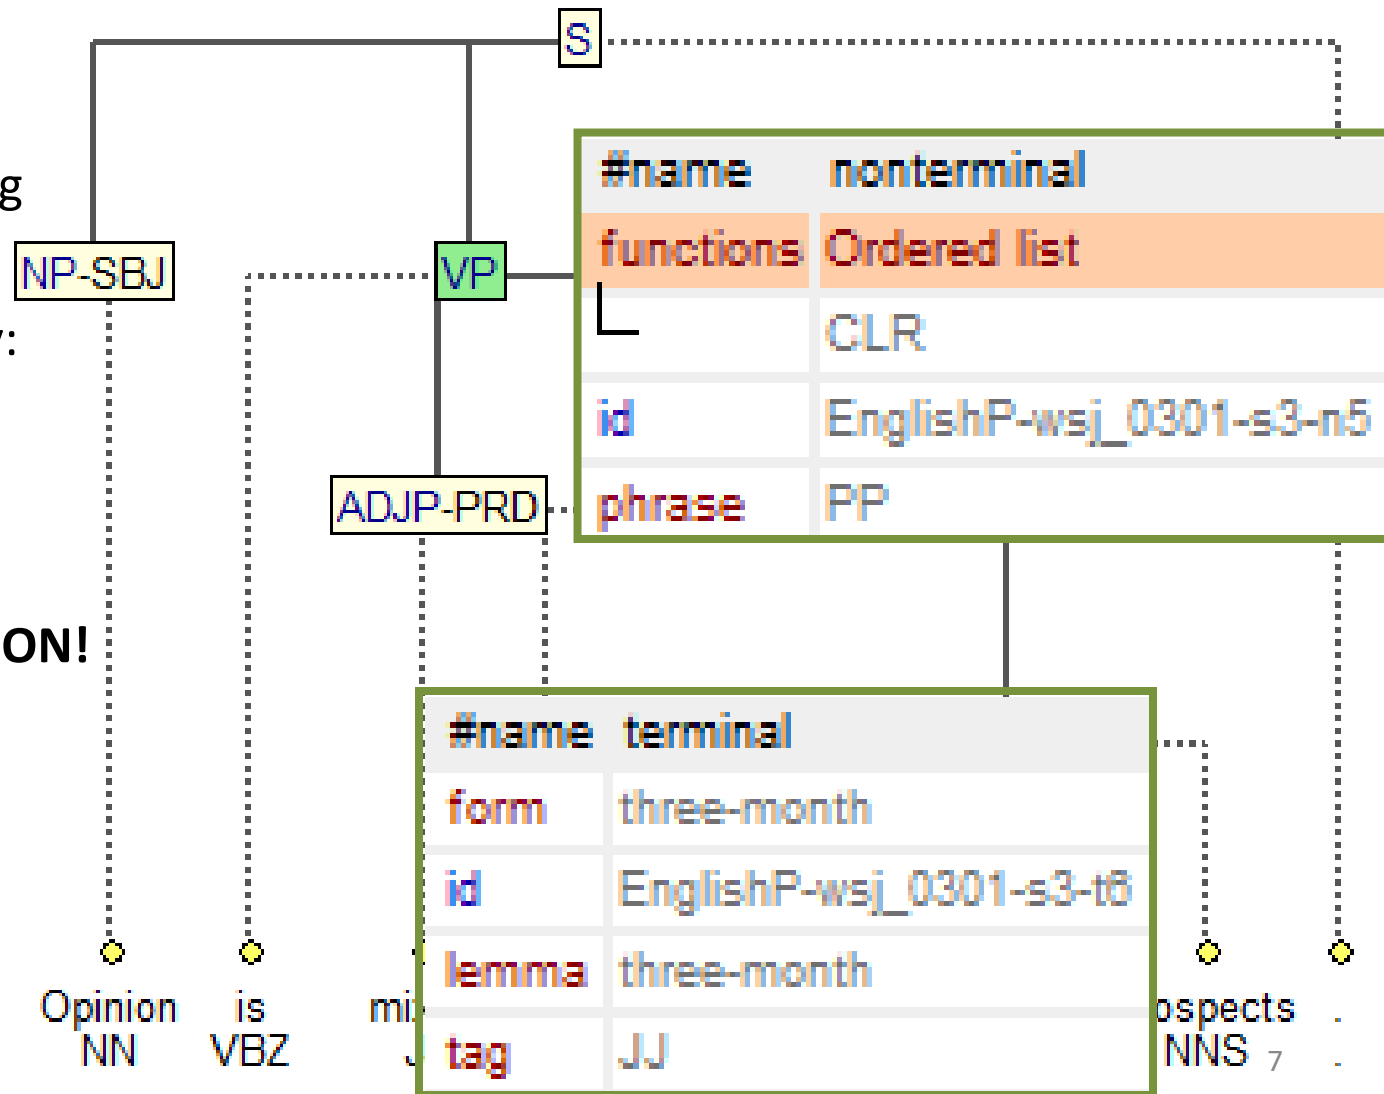 S
#name nonterminal
g
functions Ordered list
NP-SBJ VP
CLR
:
id EnglishP-wsj_0301-s3-n5
ADJP-PRD
phrase PP
ON!
#name terminal
form three-month
id EnglishP-wsj_0301-s3-t6
lemma three-month
Opinion is mi ospects .
tag JJ
NN VBZ J NNS 7 .